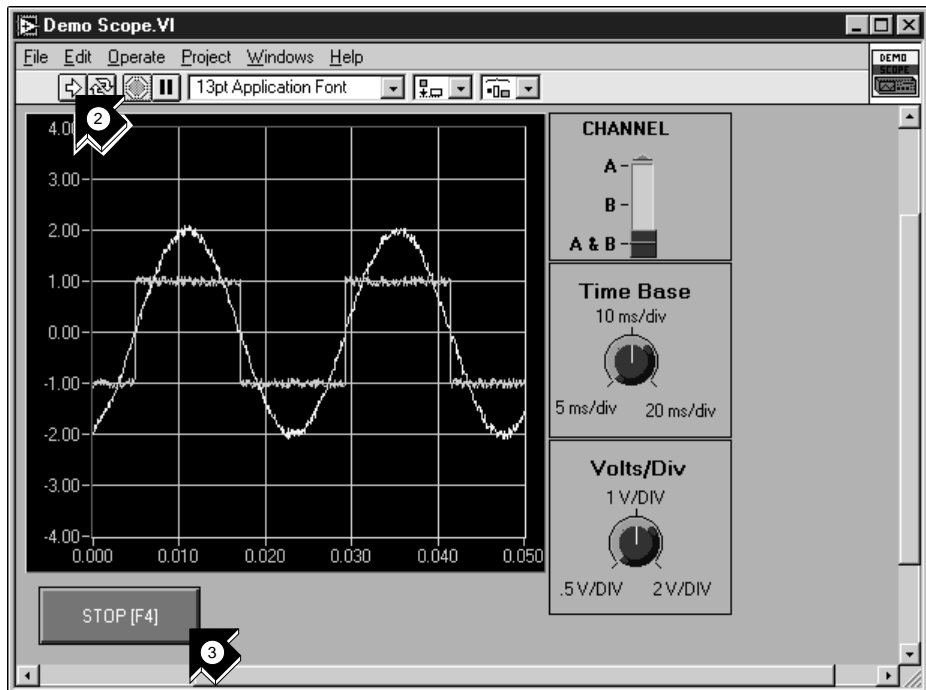 Demo Scope.VI
File Edit Operate Project Windows Help
DEMO
SCOPE
13pt Application Font
2
4.0
3.00
2.00
1.00
0.00
-1.00
-2.00
-3.00
-4.00
0.000 0.010 0.020 0.030 0.040 0.050
CHANNEL
A
B
A & B
Time Base
10 ms/div
5 ms/div 20 ms/div
Volts/Div
1 V/DIV
.5 V/DIV 2 V/DIV
STOP [F4]
3